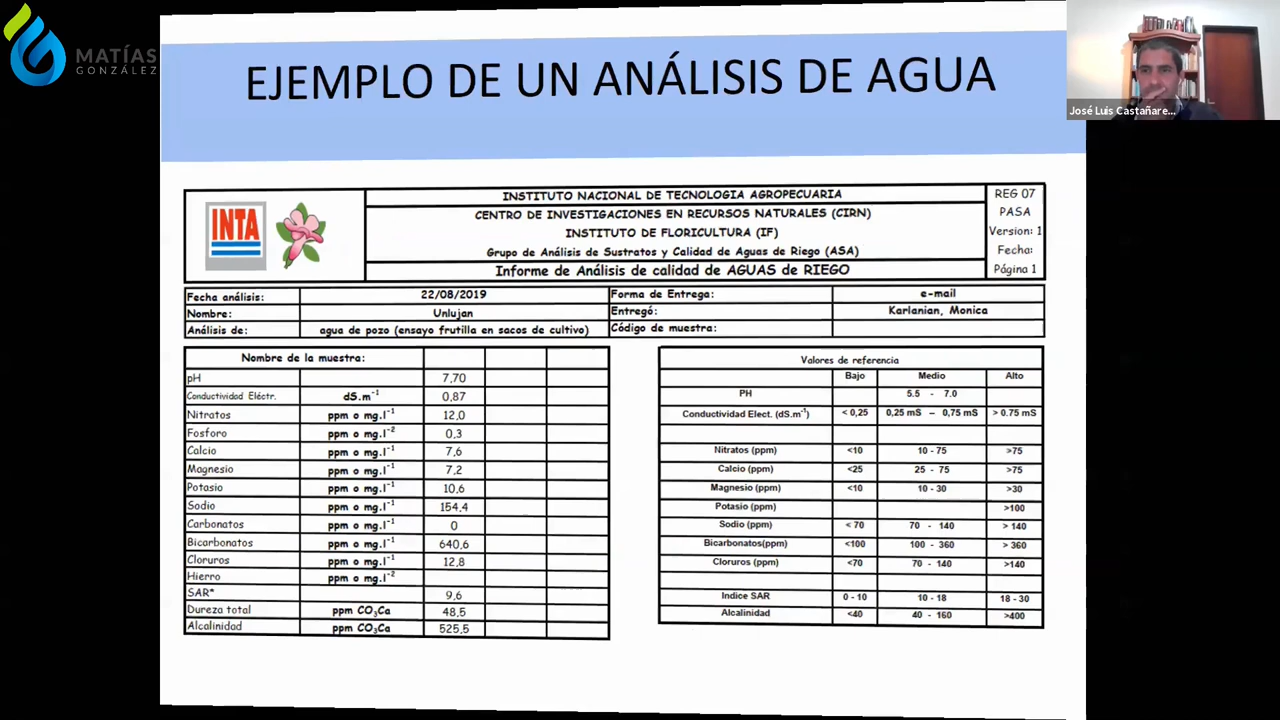 MATÍAS
GONZÁLEZ
José Luis Castañare...
EJEMPLO DE UN ANÁLISIS DE AGUA
INTA
INSTITUTO NACIONAL DE TECNOLOGIA AGROPECUARIA
CENTRO DE INVESTIGACIONES EN RECURSOS NATURALES (CIRN)
INSTITUTO DE FLORICULTURA (IF)
Grupo de Análisis de Sustratos y Calidad de Aguas de Riego (ASA)
Informe de Análisis de calidad de AGUAS de RIEGO
REG 07
PASA
Version: 1
Fecha:
Página 1
Fecha análisis: 22/08/2019 Forma de Entrega: e-mail
Nombre: Unlujan Entregó: Karlanian, Monica
Análisis de: agua de pozo (ensayo frutilla en sacos de cultivo) Código de muestra:
Nombre de la muestra:
pH 7,70
Conductividad Eléctr. dS.m⁻¹ 0,87
Nitratos ppm o mg.l⁻¹ 12,0
Fosforo ppm o mg.l⁻² 0,3
Calcio ppm o mg.l⁻¹ 7,6
Magnesio ppm o mg.l⁻¹ 7,2
Potasio ppm o mg.l⁻¹ 10,6
Sodio ppm o mg.l⁻¹ 154,4
Carbonatos ppm o mg.l⁻¹ 0
Bicarbonatos ppm o mg.l⁻¹ 640,6
Cloruros ppm o mg.l⁻¹ 12,8
Hierro ppm o mg.l⁻²
SAR* 9,6
Dureza total ppm CO₃Ca 48,5
Alcalinidad ppm CO₃Ca 525,5
Valores de referencia
Bajo Medio Alto
PH 5.5 - 7.0
Conductividad Elect. (dS.m⁻¹) < 0,25 0,25 mS – 0,75 mS > 0.75 mS
Nitratos (ppm) <10 10 - 75 >75
Calcio (ppm) <25 25 - 75 >75
Magnesio (ppm) <10 10 - 30 >30
Potasio (ppm) >100
Sodio (ppm) < 70 70 - 140 > 140
Bicarbonatos(ppm) <100 100 - 360 > 360
Cloruros (ppm) <70 70 - 140 >140
Indice SAR 0 - 10 10 - 18 18 - 30
Alcalinidad <40 40 - 160 >400